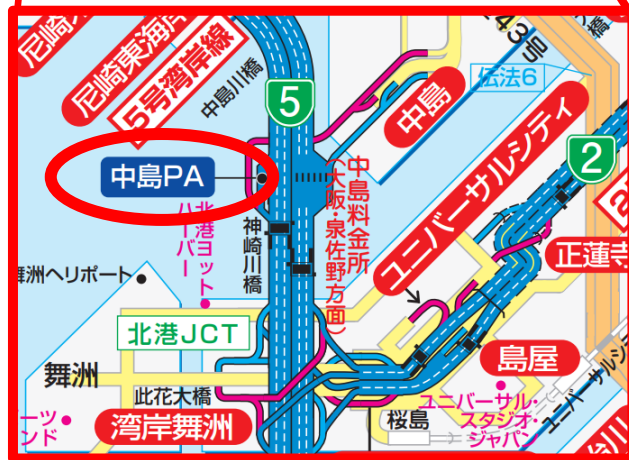 43号
尼崎東海岸
5号湾岸線
中島川橋
5
中島
伝法6
ユニバーサルシティ
2
中島PA
中島料金所
(大阪・泉佐野方面)
北港ヨット
ハーバー
神崎川橋
正蓮寺
舞洲ヘリポート
北港JCT
舞洲
此花大橋
島屋
湾岸舞洲
桜島
ユニバーサル・
スタジオ・
ジャパン